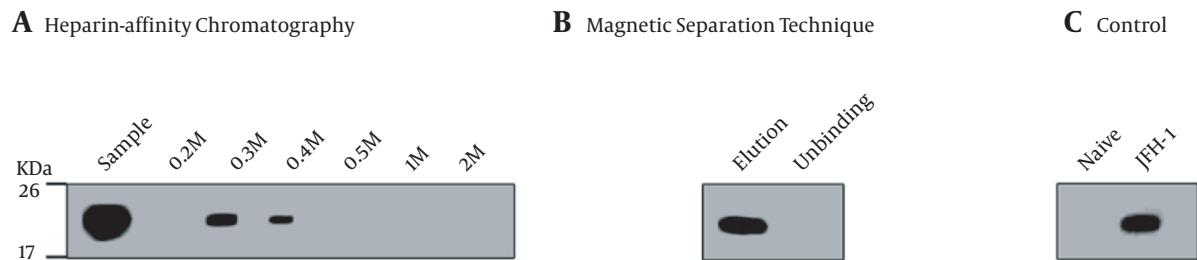 A Heparin-affinity Chromatography
B Magnetic Separation Technique
C Control
Sample
0.2M
0.3M
0.4M
0.5M
1M
2M
Elution
Unbinding
Naïve
JFH-1
KDa
26
17